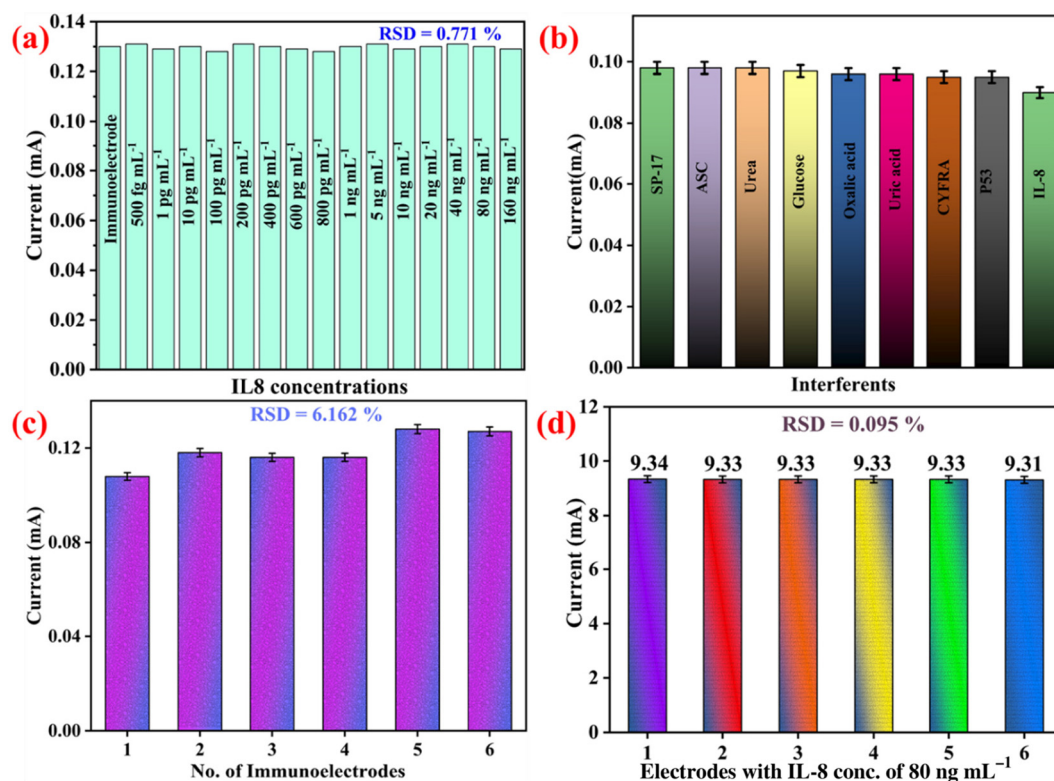 (a)
RSD = 0.771 %
0.14
0.12
0.10
0.08
0.06
0.04
0.02
0.00
Current (mA)
Immunoelectrode
500 fg mL⁻¹
1 pg mL⁻¹
10 pg mL⁻¹
100 pg mL⁻¹
200 pg mL⁻¹
400 pg mL⁻¹
600 pg mL⁻¹
800 pg mL⁻¹
1 ng mL⁻¹
5 ng mL⁻¹
10 ng mL⁻¹
20 ng mL⁻¹
40 ng mL⁻¹
80 ng mL⁻¹
160 ng mL⁻¹
IL8 concentrations
(b)
0.10
0.08
0.06
0.04
0.02
0.00
Current(mA)
SP-17
ASC
Urea
Glucose
Oxalic acid
Uric acid
CYFRA
P53
IL-8
Interferents
(c)
RSD = 6.162 %
0.12
0.08
0.04
0.00
Current (mA)
1 2 3 4 5 6
No. of Immunoelectrodes
(d)
RSD = 0.095 %
12
10
8
6
4
2
0
Current (mA)
9.34 9.33 9.33 9.33 9.33 9.31
1 2 3 4 5 6
Electrodes with IL-8 conc. of 80 ng mL⁻¹